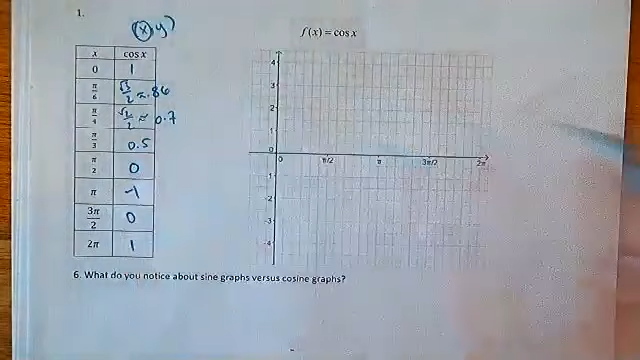 1.
(x, y)
f(x) = cos x
x cos x
0 1
π/6 √3/2 ≈ .86
π/4 √2/2 ≈ 0.7
π/3 0.5
π/2 0
π -1
3π/2 0
2π 1
4
3
2
1
0
0 π/2 π 3π/2 2π
-1
-2
-3
-4
6. What do you notice about sine graphs versus cosine graphs?